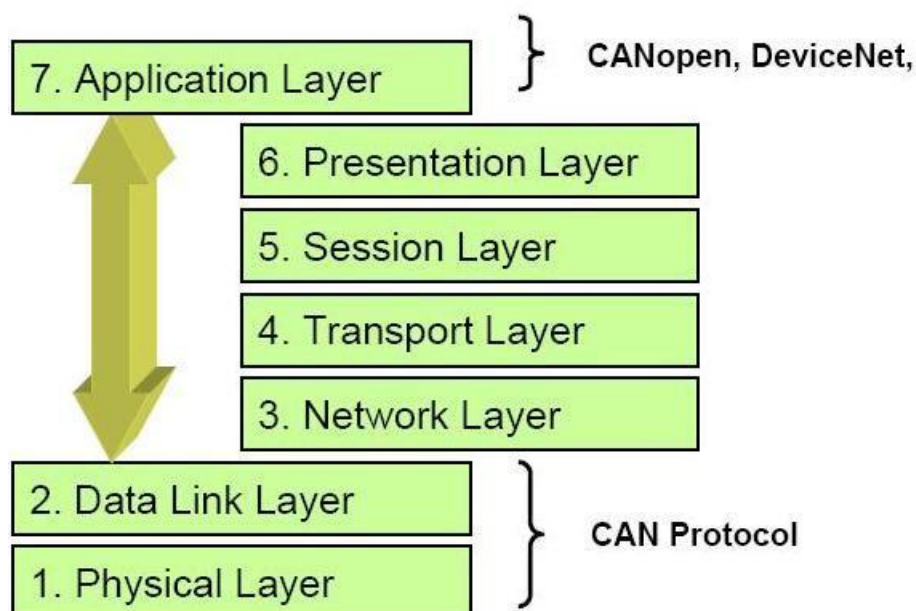 CANopen, DeviceNet,
7. Application Layer
6. Presentation Layer
5. Session Layer
4. Transport Layer
3. Network Layer
2. Data Link Layer
CAN Protocol
1. Physical Layer